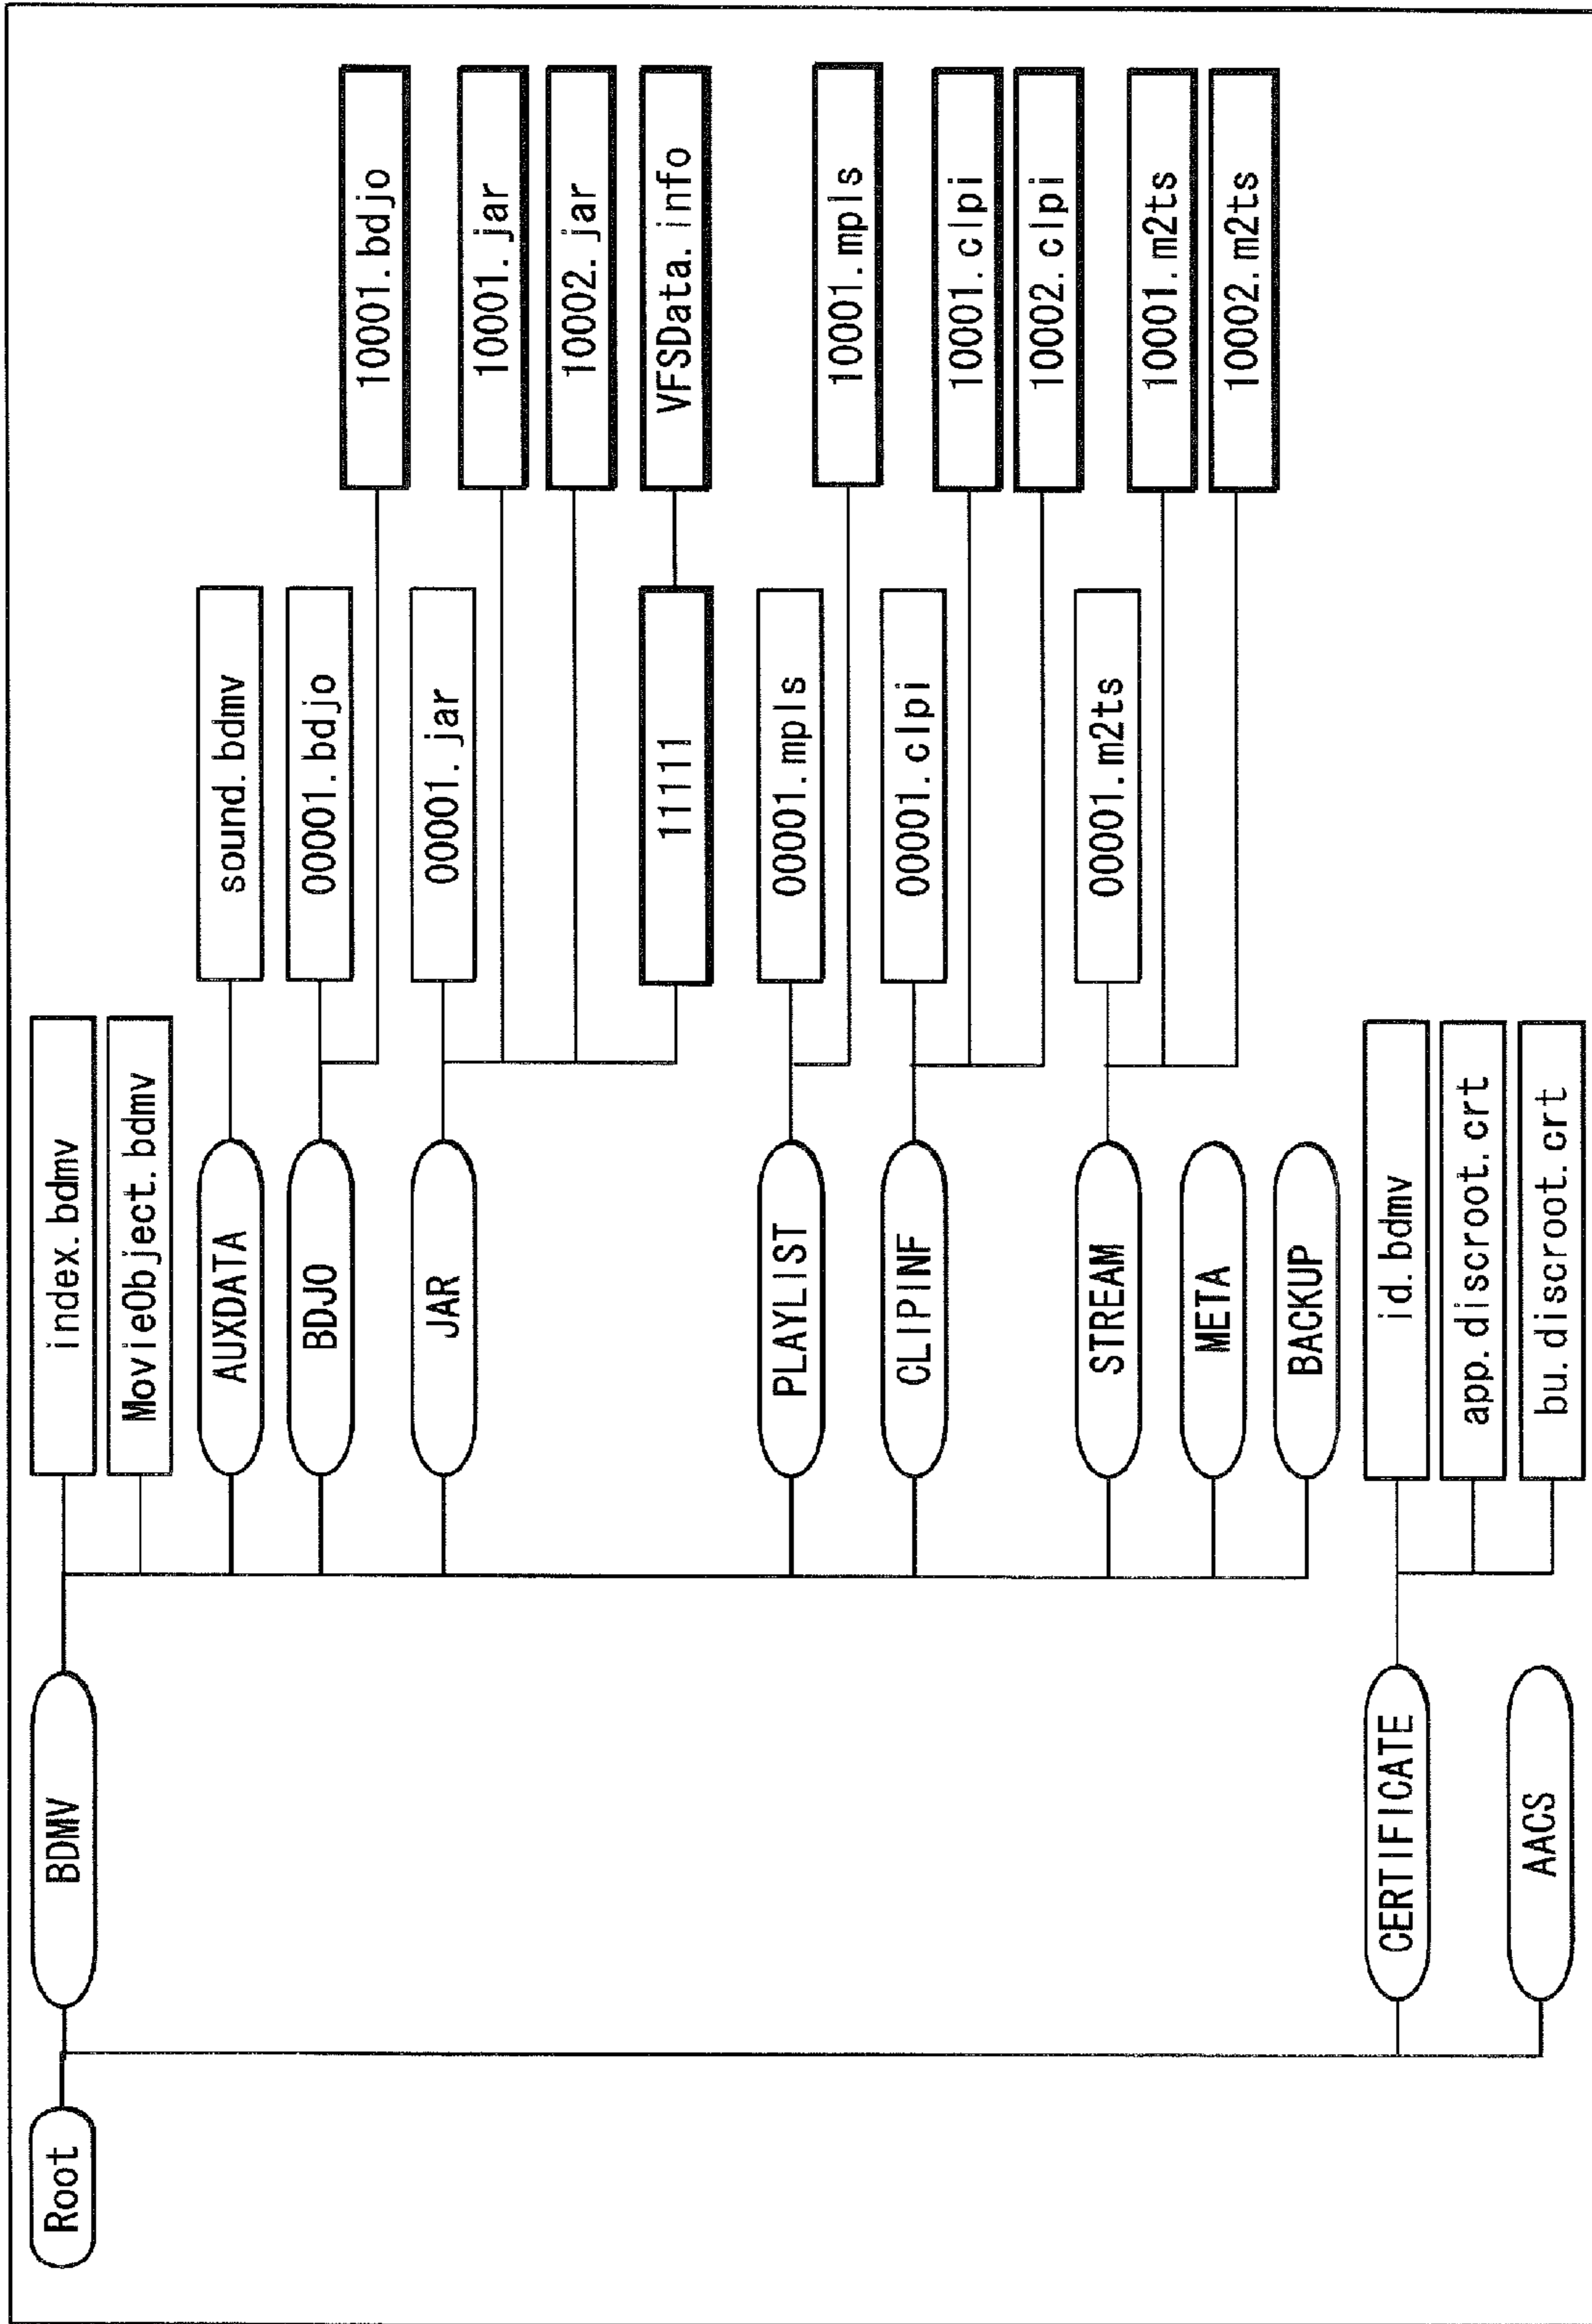 Root
BDMV
index.bdmv
MovieObject.bdmv
AUXDATA
sound.bdmv
BDJO
00001.bdjo
10001.bdjo
JAR
00001.jar
10001.jar
10002.jar
11111
VFSData.info
PLAYLIST
00001.mpls
10001.mpls
CLIPINF
00001.clpi
10001.clpi
10002.clpi
STREAM
00001.m2ts
10001.m2ts
10002.m2ts
META
BACKUP
CERTIFICATE
id.bdmv
app.discroot.crt
bu.discroot.crt
AACS